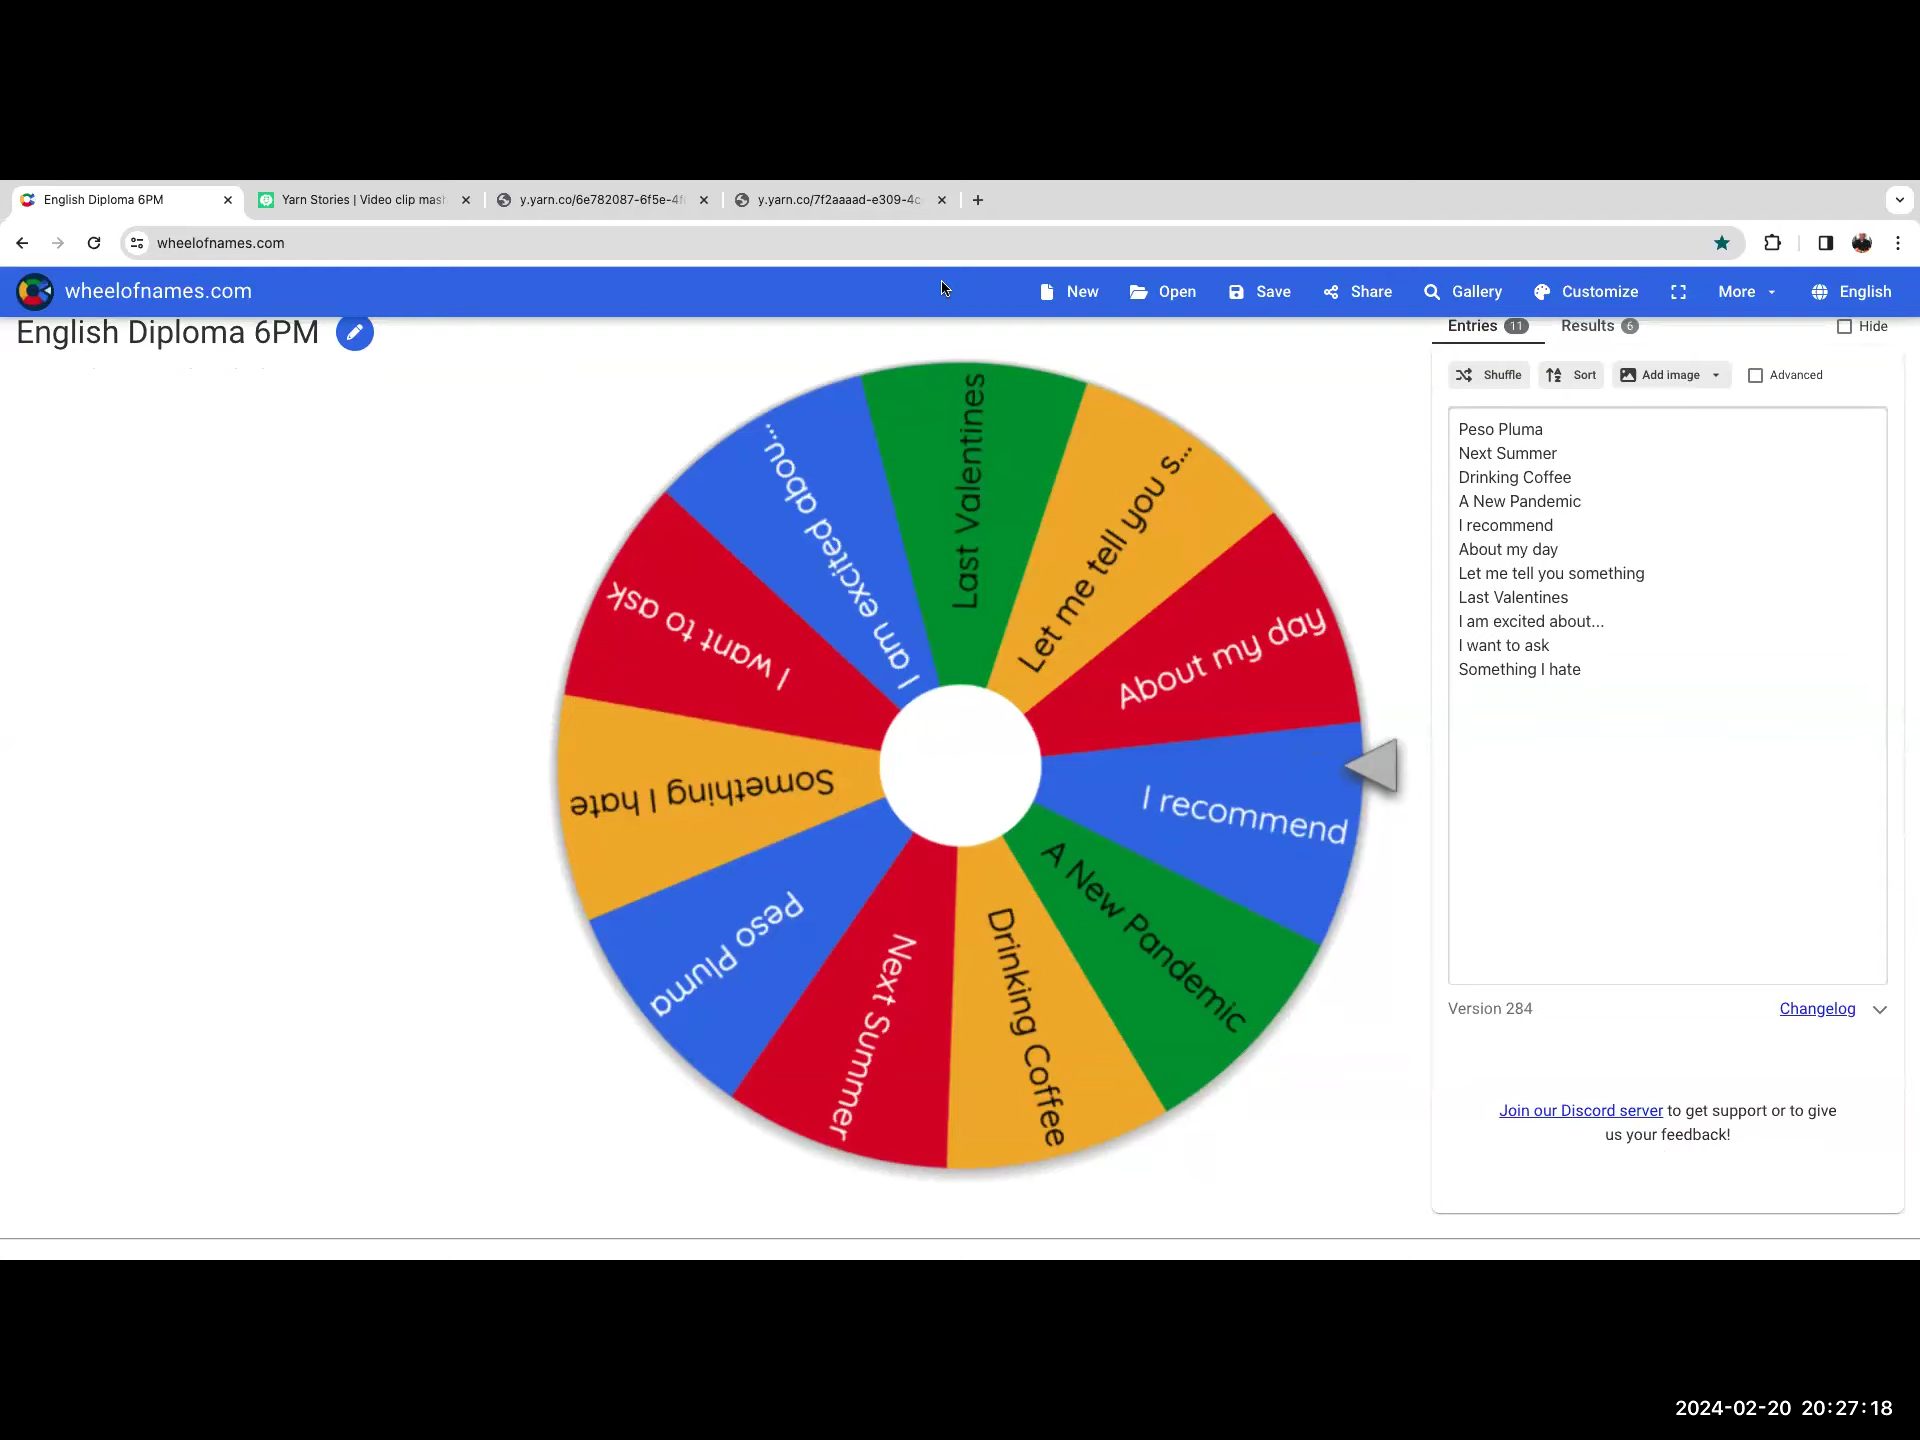 English Diploma 6PM
Yarn Stories | Video clip mas
y.yarn.co/6e782087-6f5e-4f
y.yarn.co/7f2aaaad-e309-4c
wheelofnames.com
wheelofnames.com
New
Open
Save
Share
Gallery
Customize
More
English
English Diploma 6PM
Entries 11
Results 6
Hide
Shuffle
Sort
Add image
Advanced
Last Valentines
Let me tell you s...
About my day
I recommend
A New Pandemic
Drinking Coffee
Next Summer
Peso Pluma
Something I hate
I want to ask
I am excited abou...
Peso Pluma
Next Summer
Drinking Coffee
A New Pandemic
I recommend
About my day
Let me tell you something
Last Valentines
I am excited about...
I want to ask
Something I hate
Version 284
Changelog
Join our Discord server to get support or to give
us your feedback!
2024-02-20 20:27:18